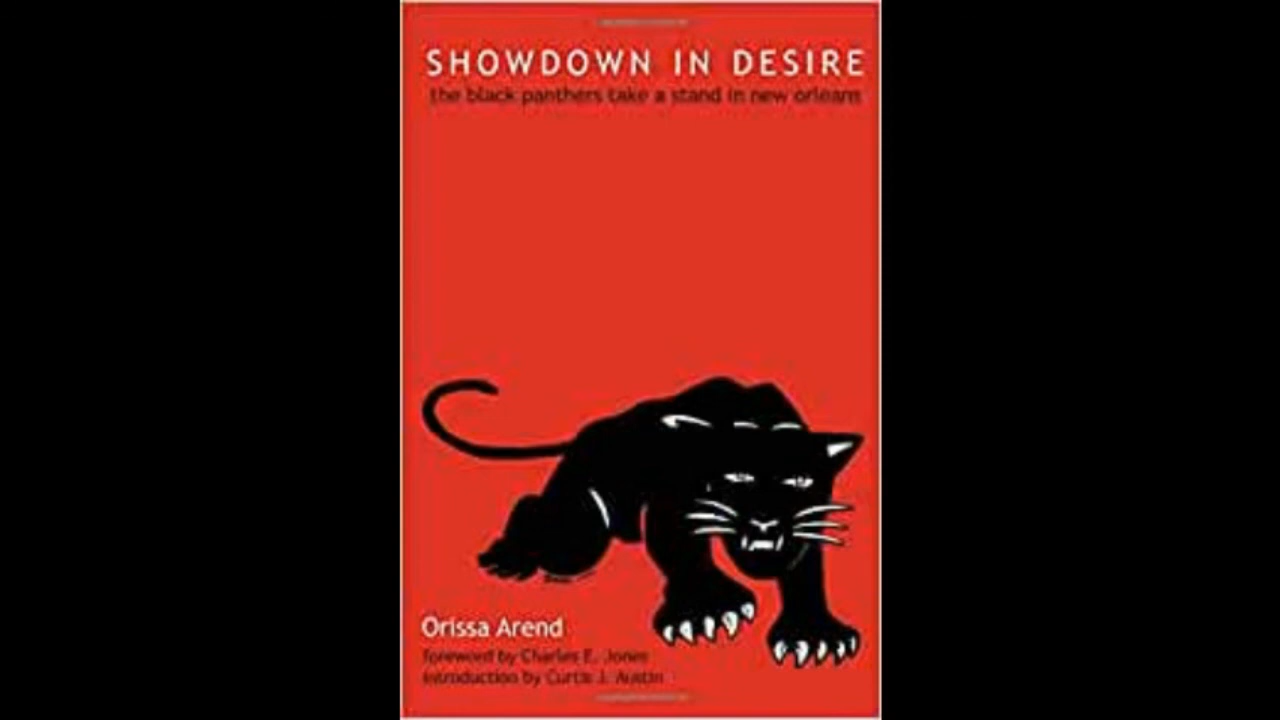 SHOWDOWN IN DESIRE
the black panthers take a stand in new orleans
Orissa Arend
foreword by Charles E. Jones
introduction by Curtis J. Austin